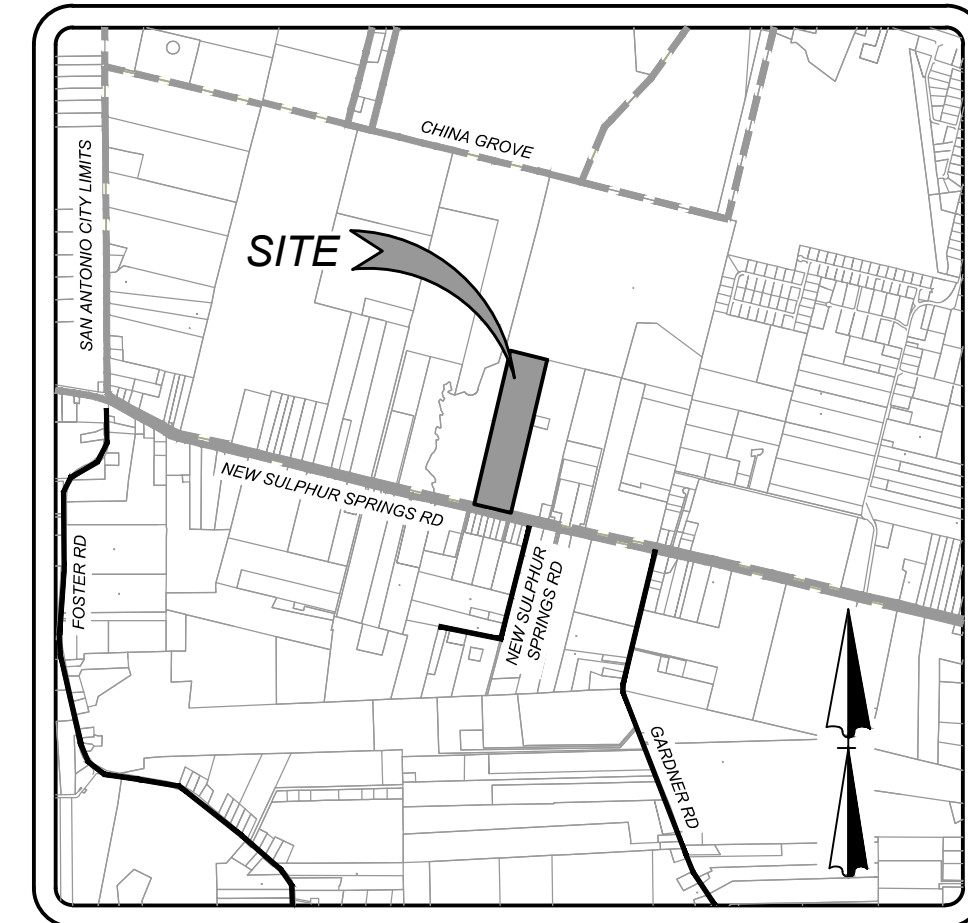 CHINA GROVE
SAN ANTONIO CITY LIMITS
SITE
NEW SULPHUR SPRINGS RD
FOSTER RD
NEW SULPHUR
SPRINGS RD
GARDNER RD